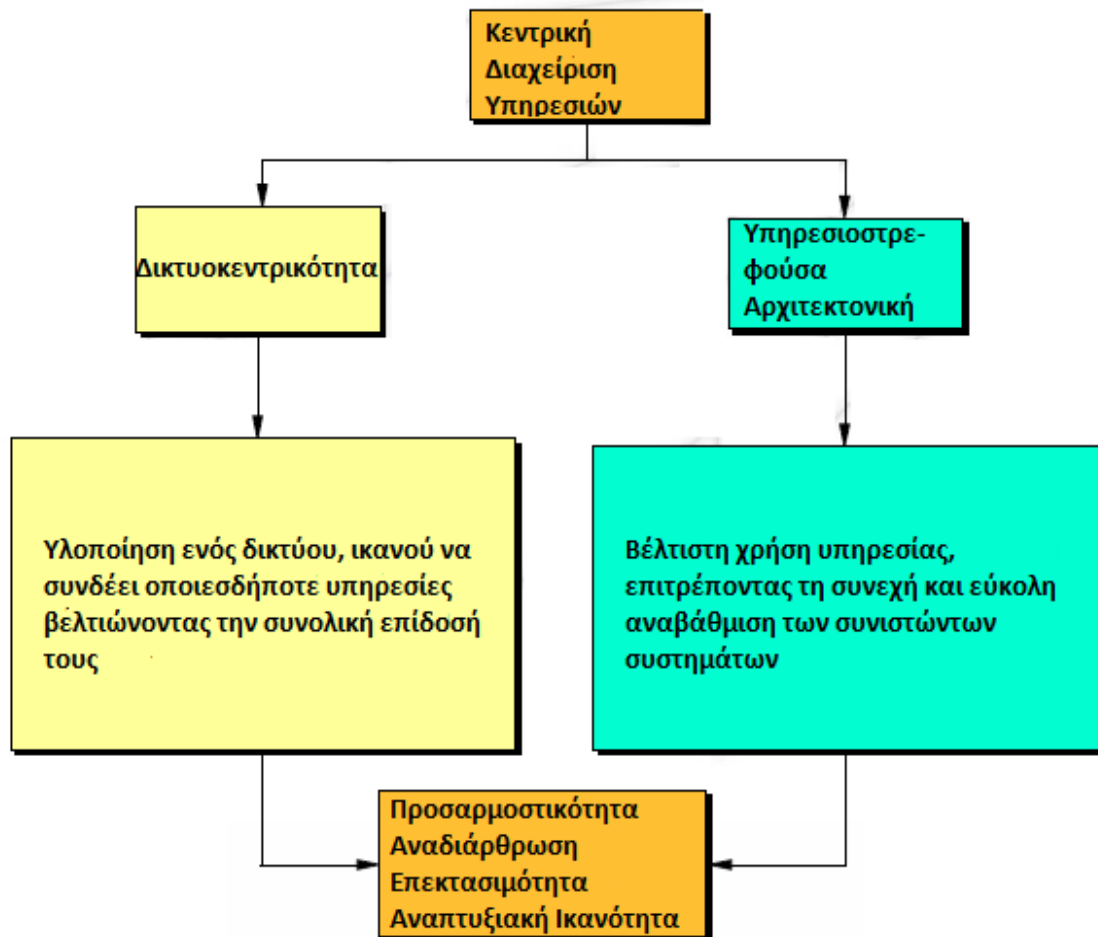 Κεντρική
Διαχείριση
Υπηρεσιών
Δικτυοκεντρικότητα
Υπηρεσιοστρε-
φούσα
Αρχιτεκτονική
Υλοποίηση ενός δικτύου, ικανού να
συνδέει οποιεσδήποτε υπηρεσίες
βελτιώνοντας την συνολική επίδοσή
τους
Βέλτιστη χρήση υπηρεσίας,
επιτρέποντας τη συνεχή και εύκολη
αναβάθμιση των συνιστώντων
συστημάτων
Προσαρμοστικότητα
Αναδιάρθρωση
Επεκτασιμότητα
Αναπτυξιακή Ικανότητα